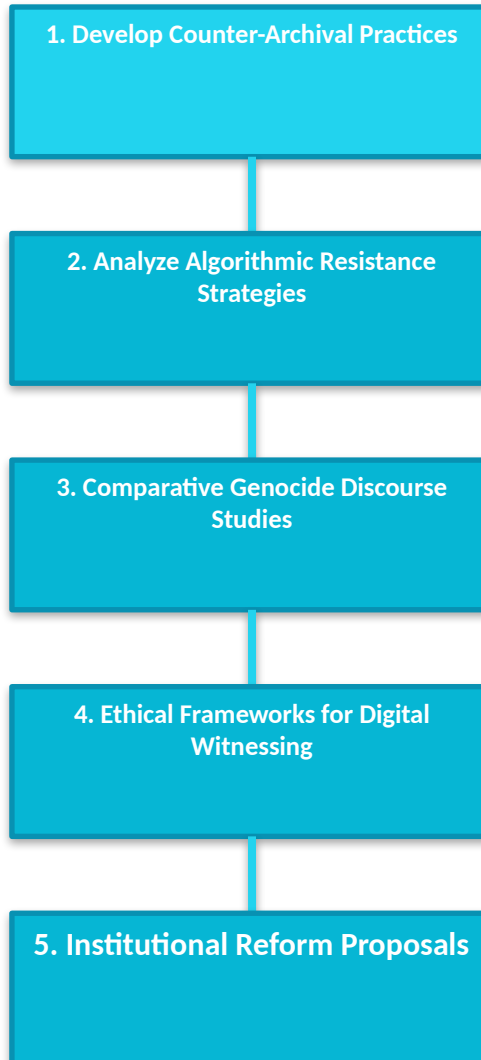 1. Develop Counter-Archival Practices
2. Analyze Algorithmic Resistance
Strategies
3. Comparative Genocide Discourse
Studies
4. Ethical Frameworks for Digital
Witnessing
5. Institutional Reform Proposals